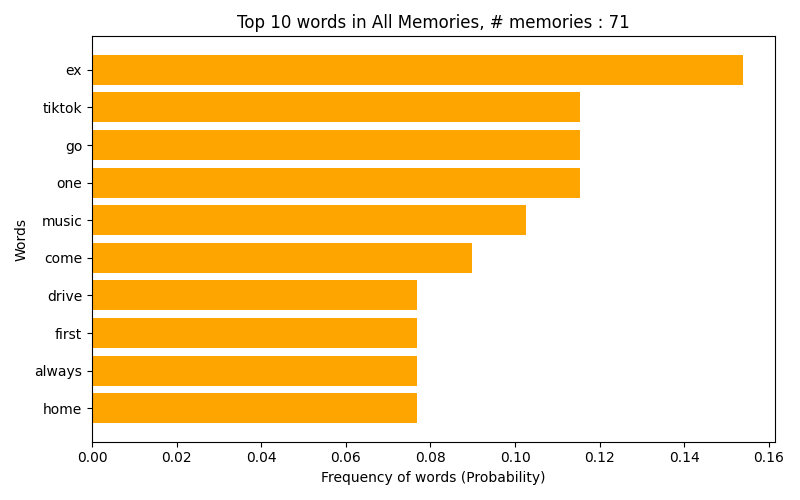 Top 10 words in All Memories, # memories : 71
ex
tiktok
go
one
music
come
drive
first
always
home
Words
0.00 0.02 0.04 0.06 0.08 0.10 0.12 0.14 0.16
Frequency of words (Probability)